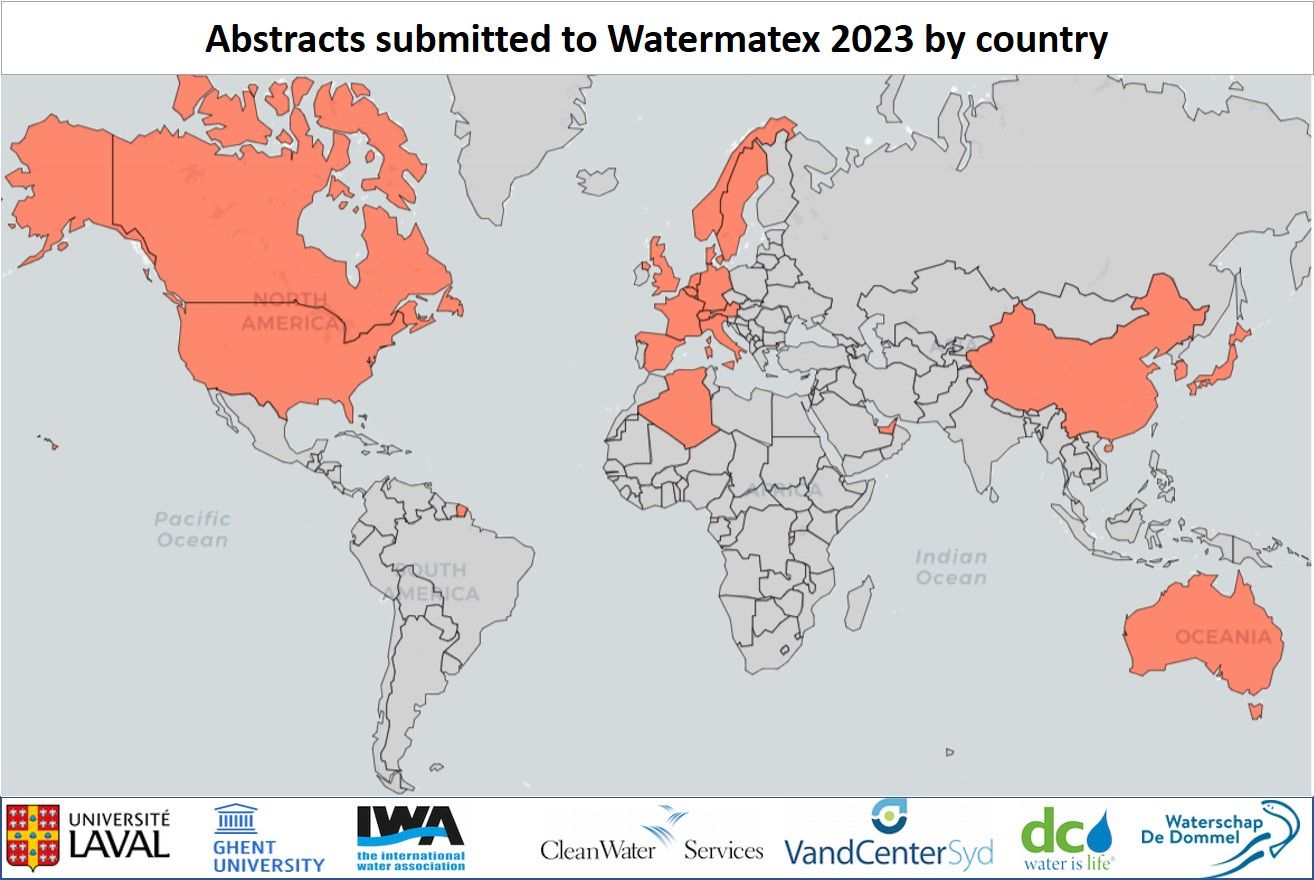 Abstracts submitted to Watermatex 2023 by country
NORTH
AMERICA
ASIA
Pacific
Ocean
AFRICA
SOUTH
AMERICA
Indian
Ocean
OCEANIA
UNIVERSITÉ
LAVAL
GHENT
UNIVERSITY
IWA
the international
water association
CleanWater Services
VandCenterSyd
dc
water is life®
Waterschap
De Dommel